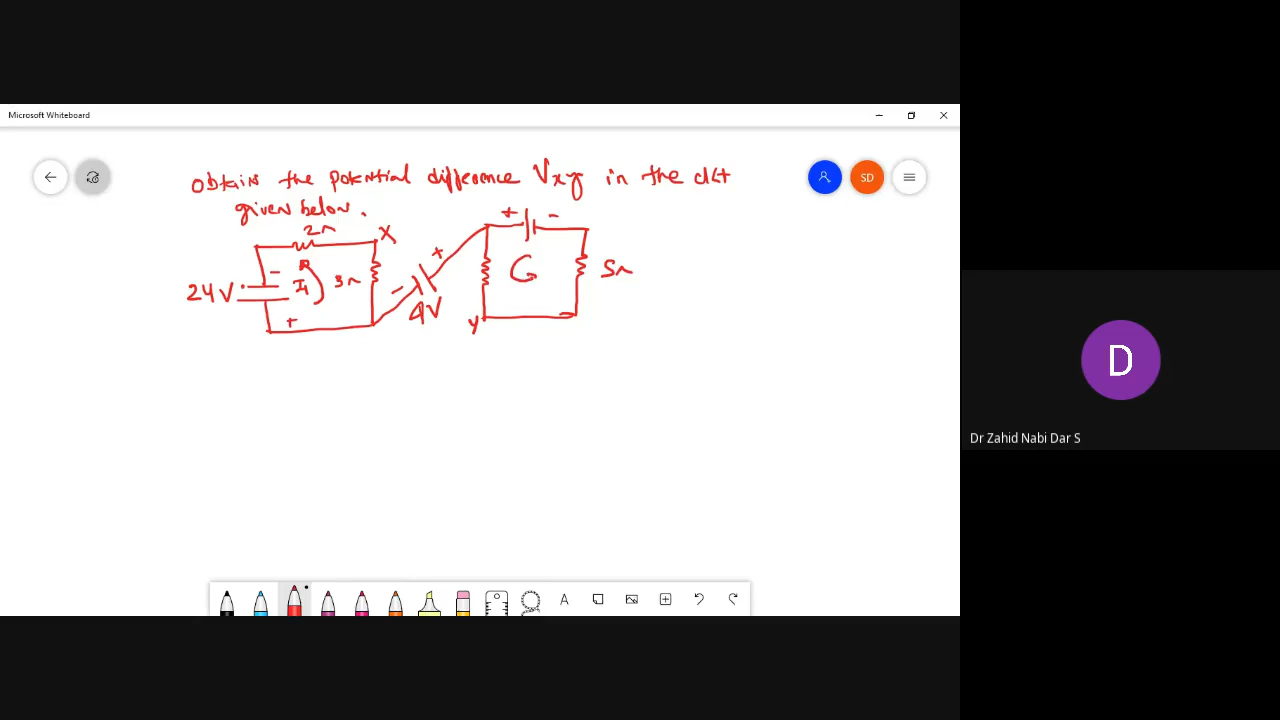 Microsoft Whiteboard
SD
Obtain the potential difference Vxy in the ckt
given below.
2Ω
X
24V
-
I1
3Ω
+
-
+
4V
+
-
5Ω
Y
A
D
Dr Zahid Nabi Dar S